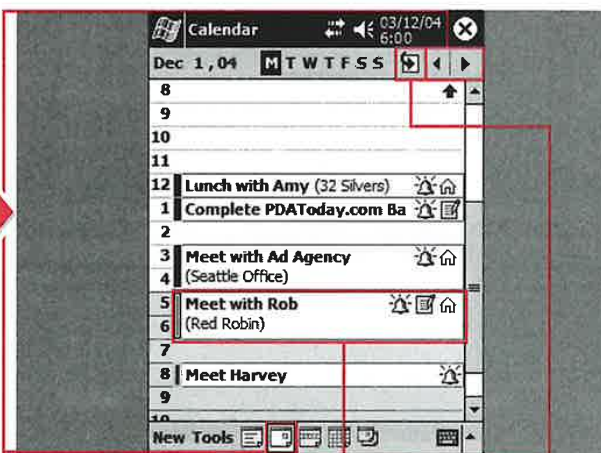 Calendar 03/12/04
6:00
Dec 1,04 M T W T F S S
8
9
10
11
12 Lunch with Amy (32 Silvers)
1 Complete PDAToday.com Ba
2
3 Meet with Ad Agency
4 (Seattle Office)
5 Meet with Rob
6 (Red Robin)
7
8 Meet Harvey
9
10
New Tools